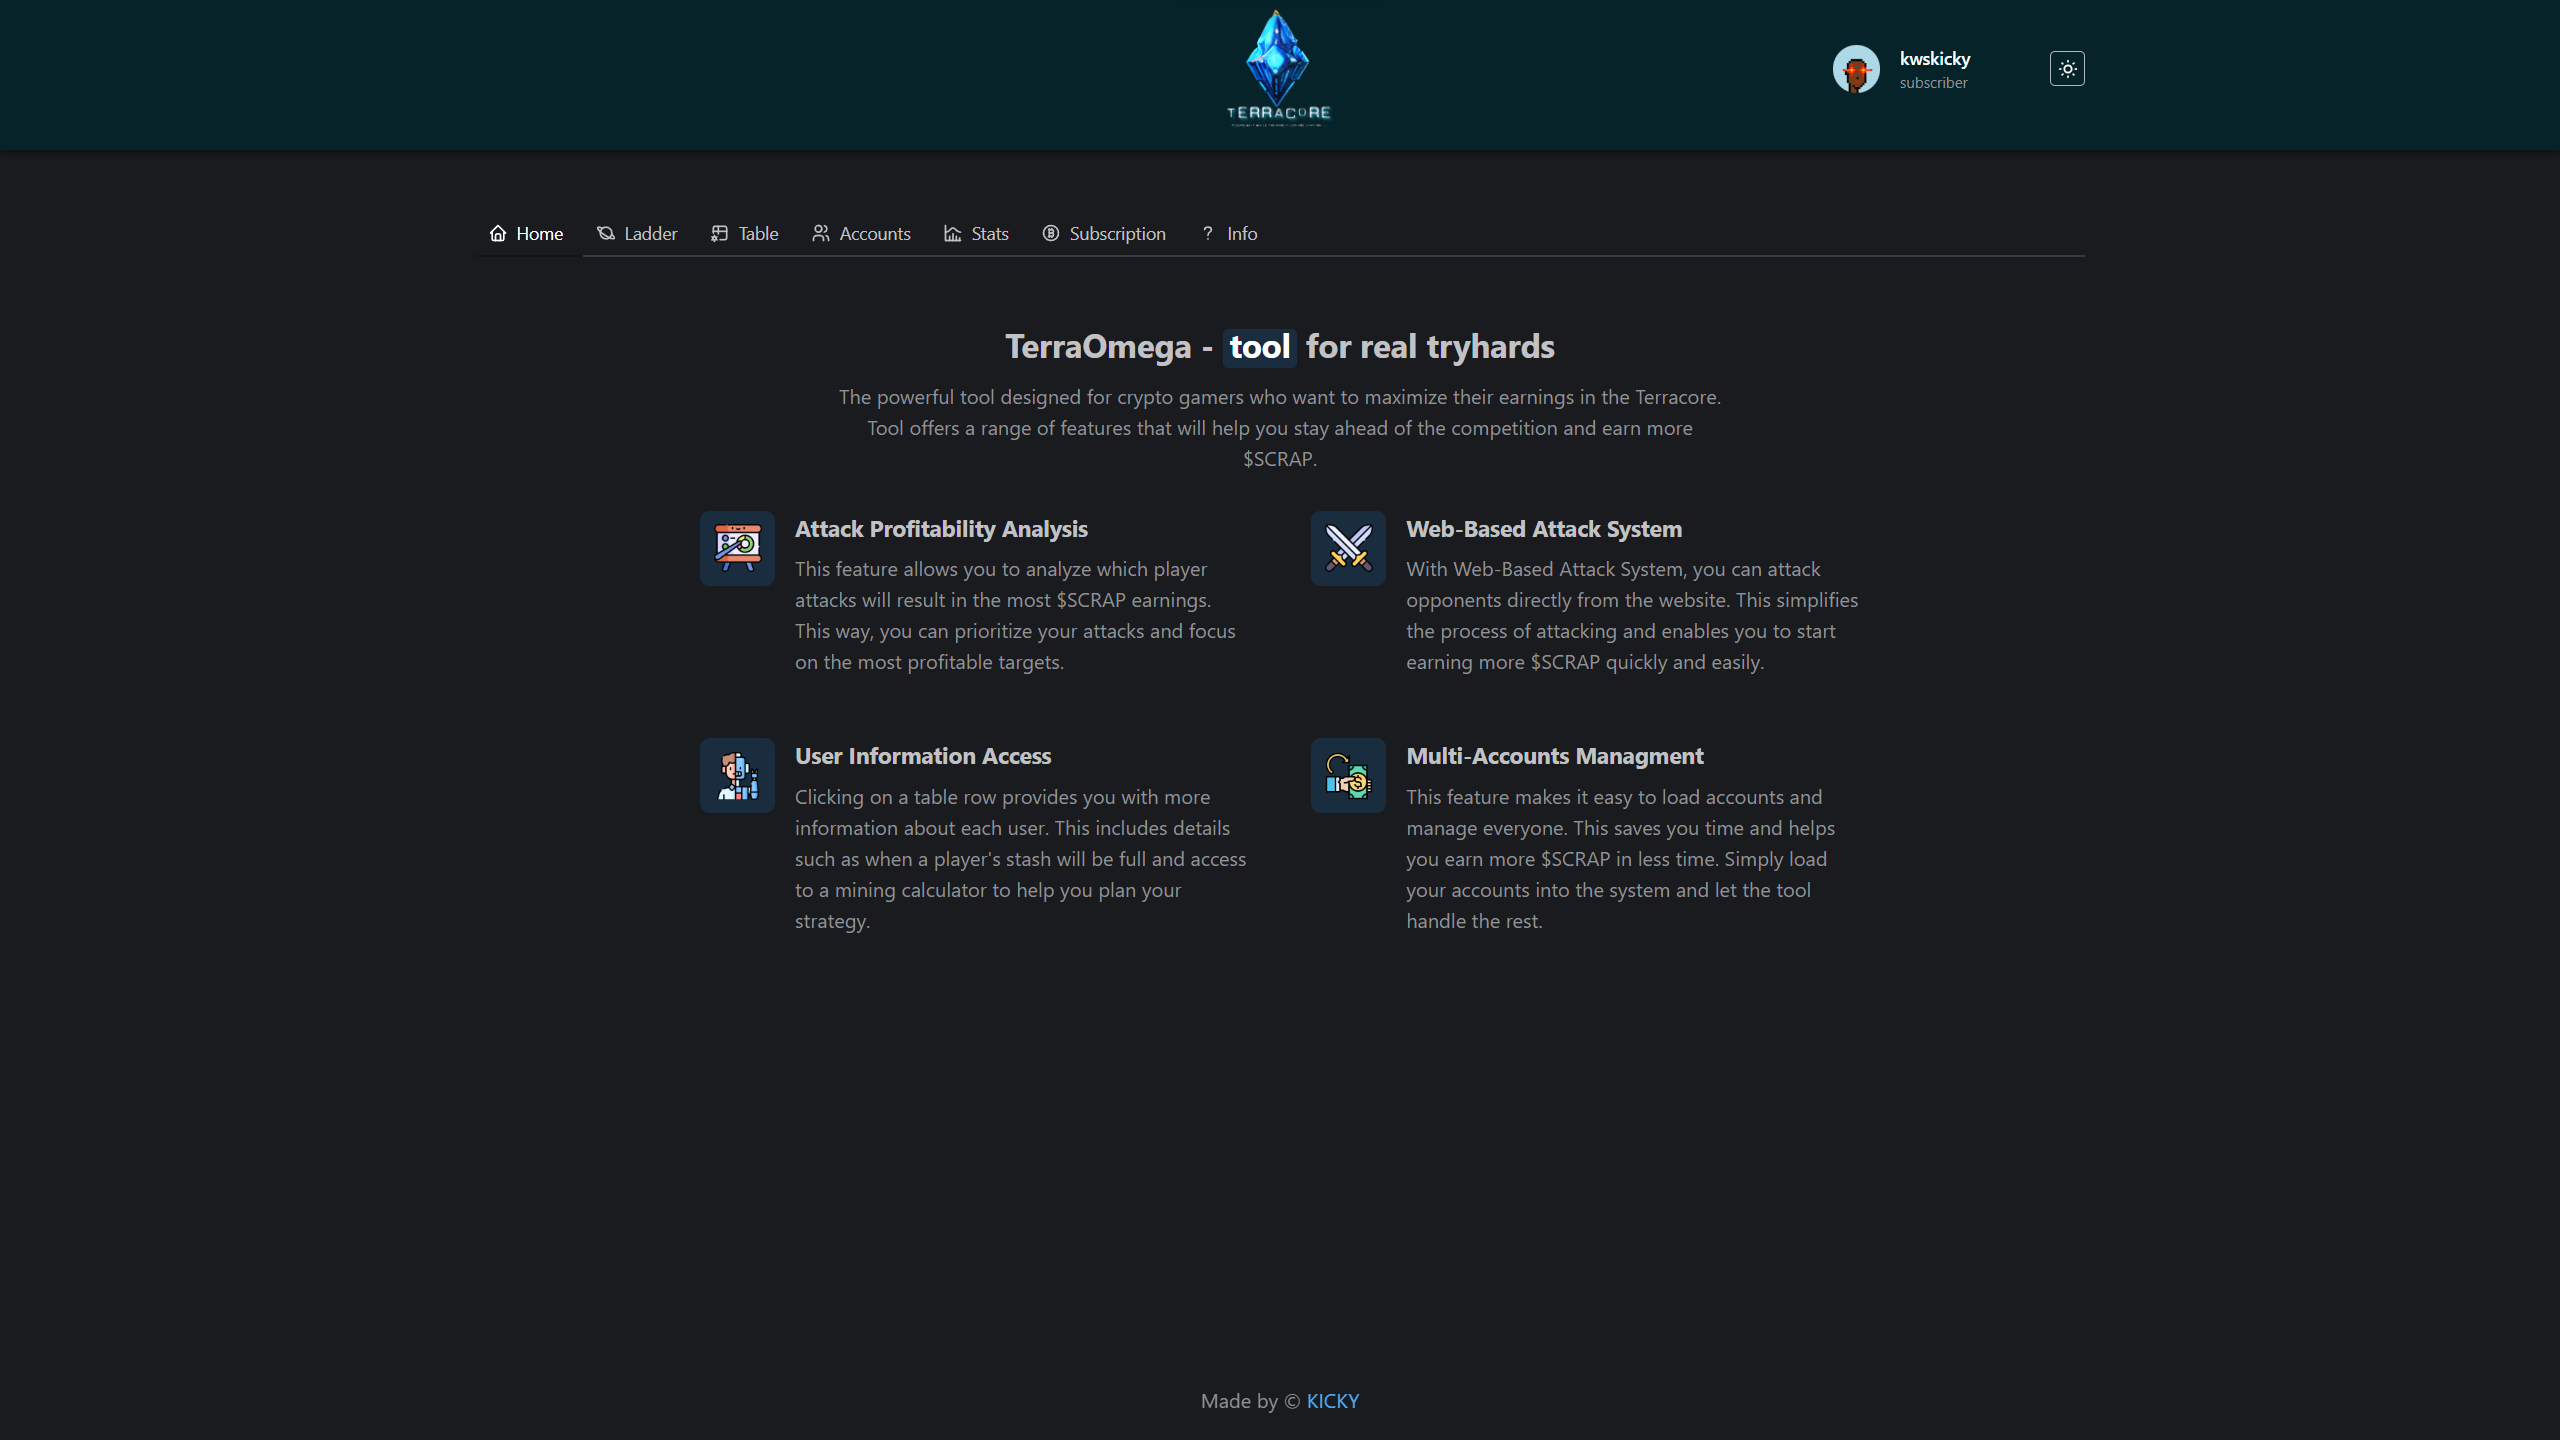 TERRACORE
kwskicky
subscriber
Home
Ladder
Table
Accounts
Stats
Subscription
? Info
TerraOmega - tool for real tryhards
The powerful tool designed for crypto gamers who want to maximize their earnings in the Terracore.
Tool offers a range of features that will help you stay ahead of the competition and earn more
$SCRAP.
Attack Profitability Analysis
This feature allows you to analyze which player
attacks will result in the most $SCRAP earnings.
This way, you can prioritize your attacks and focus
on the most profitable targets.
Web-Based Attack System
With Web-Based Attack System, you can attack
opponents directly from the website. This simplifies
the process of attacking and enables you to start
earning more $SCRAP quickly and easily.
User Information Access
Clicking on a table row provides you with more
information about each user. This includes details
such as when a player's stash will be full and access
to a mining calculator to help you plan your
strategy.
Multi-Accounts Managment
This feature makes it easy to load accounts and
manage everyone. This saves you time and helps
you earn more $SCRAP in less time. Simply load
your accounts into the system and let the tool
handle the rest.
Made by © KICKY